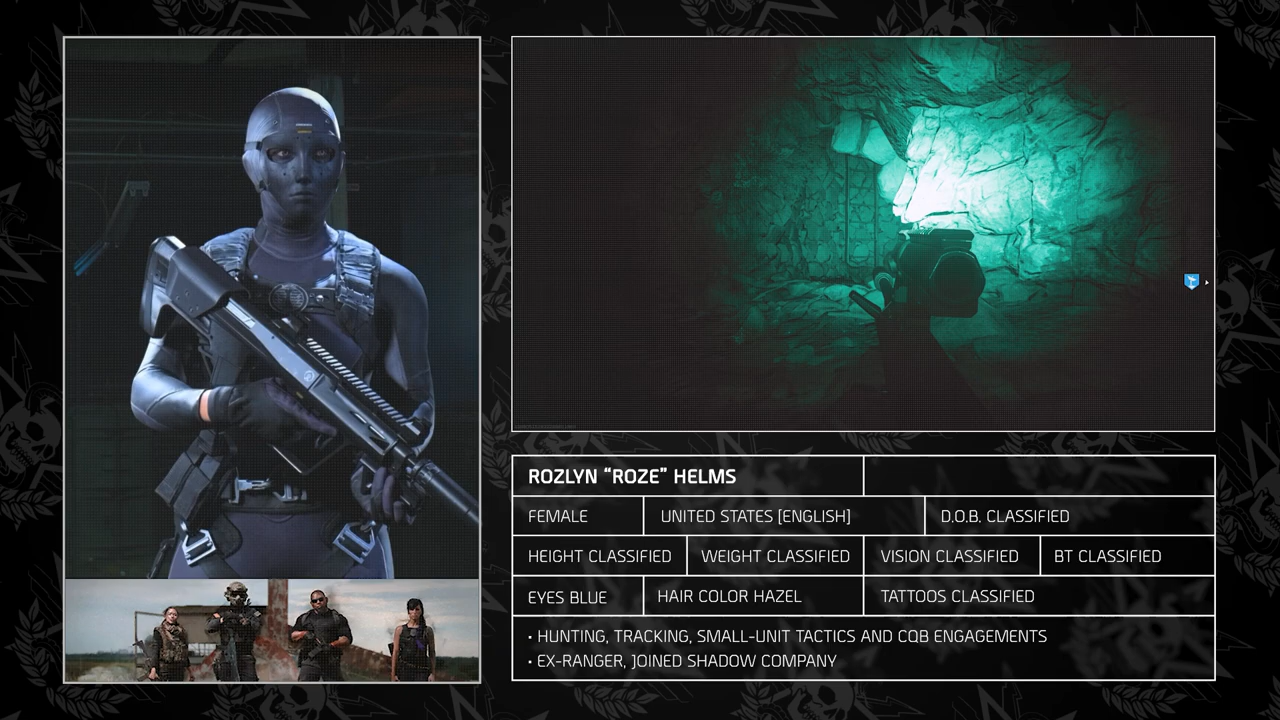 ROZLYN “ROZE” HELMS
FEMALE
UNITED STATES [ENGLISH]
D.O.B. CLASSIFIED
HEIGHT CLASSIFIED
WEIGHT CLASSIFIED
VISION CLASSIFIED
BT CLASSIFIED
EYES BLUE
HAIR COLOR HAZEL
TATTOOS CLASSIFIED
• HUNTING, TRACKING, SMALL-UNIT TACTICS AND CQB ENGAGEMENTS
• EX-RANGER, JOINED SHADOW COMPANY